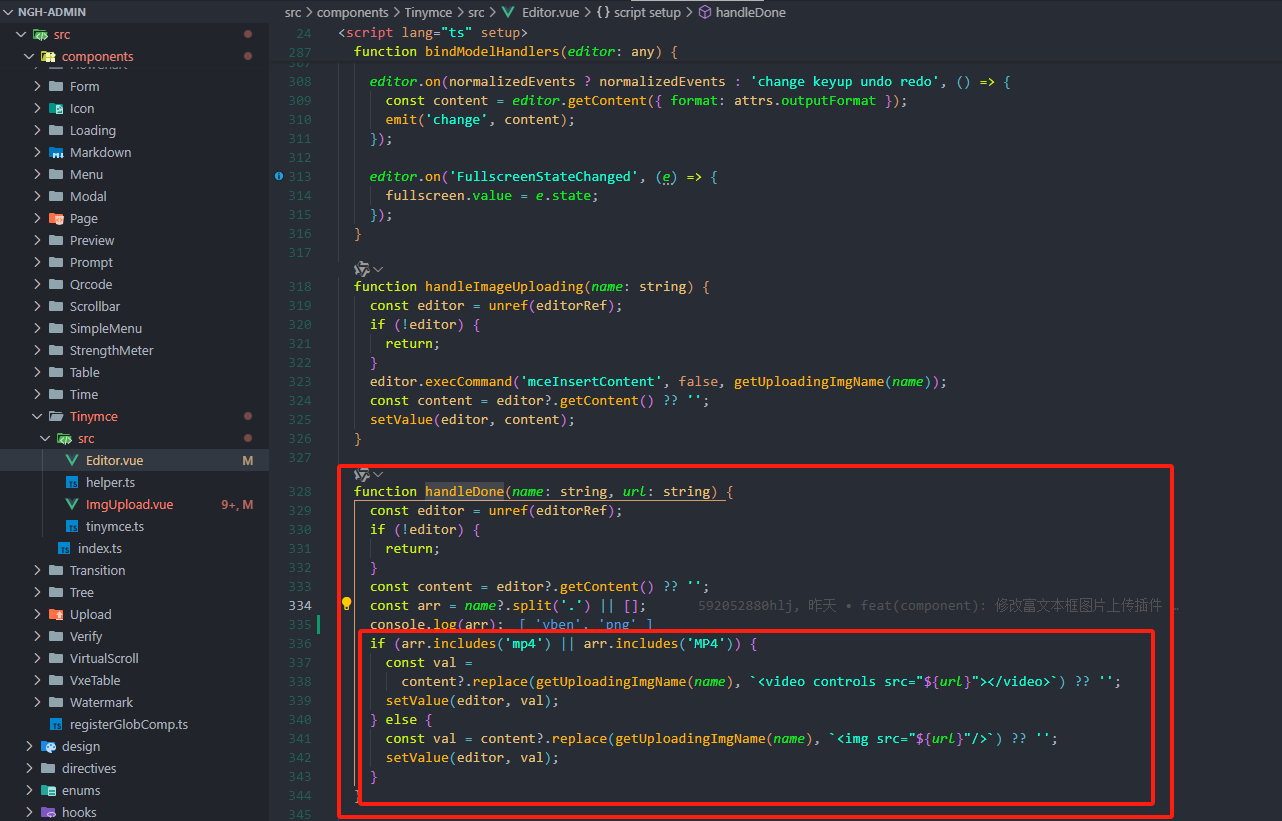 NGH-ADMIN
src
components
Form
Icon
Loading
Markdown
Menu
Modal
Page
Preview
Prompt
Qrcode
Scrollbar
SimpleMenu
StrengthMeter
Table
Time
Tinymce
src
Editor.vue M
helper.ts
ImgUpload.vue 9+, M
tinymce.ts
index.ts
Transition
Tree
Upload
Verify
VirtualScroll
VxeTable
Watermark
registerGlobComp.ts
design
directives
enums
hooks
src > components > Tinymce > src > Editor.vue > {} script setup > handleDone
24 <script lang="ts" setup>
287 function bindModelHandlers(editor: any) {
308 editor.on(normalizedEvents ? normalizedEvents : 'change keyup undo redo', () => {
309 const content = editor.getContent({ format: attrs.outputFormat });
310 emit('change', content);
311 });
312
313 editor.on('FullscreenStateChanged', (e) => {
314 fullscreen.value = e.state;
315 });
316 }
317
318 function handleImageUploading(name: string) {
319 const editor = unref(editorRef);
320 if (!editor) {
321 return;
322 }
323 editor.execCommand('mceInsertContent', false, getUploadingImgName(name));
324 const content = editor?.getContent() ?? '';
325 setValue(editor, content);
326 }
327
328 function handleDone(name: string, url: string) {
329 const editor = unref(editorRef);
330 if (!editor) {
331 return;
332 }
333 const content = editor?.getContent() ?? '';
334 const arr = name?.split('.') || []; 592052880hlj, 昨天 • feat(component): 修改富文本框图片上传插件 …
335 console.log(arr); [ 'vben', 'png' ]
336 if (arr.includes('mp4') || arr.includes('MP4')) {
337 const val =
338 content?.replace(getUploadingImgName(name), `<video controls src="${url}"></video>`) ?? '';
339 setValue(editor, val);
340 } else {
341 const val = content?.replace(getUploadingImgName(name), `<img src="${url}"/>`) ?? '';
342 setValue(editor, val);
343 }
344 }
345